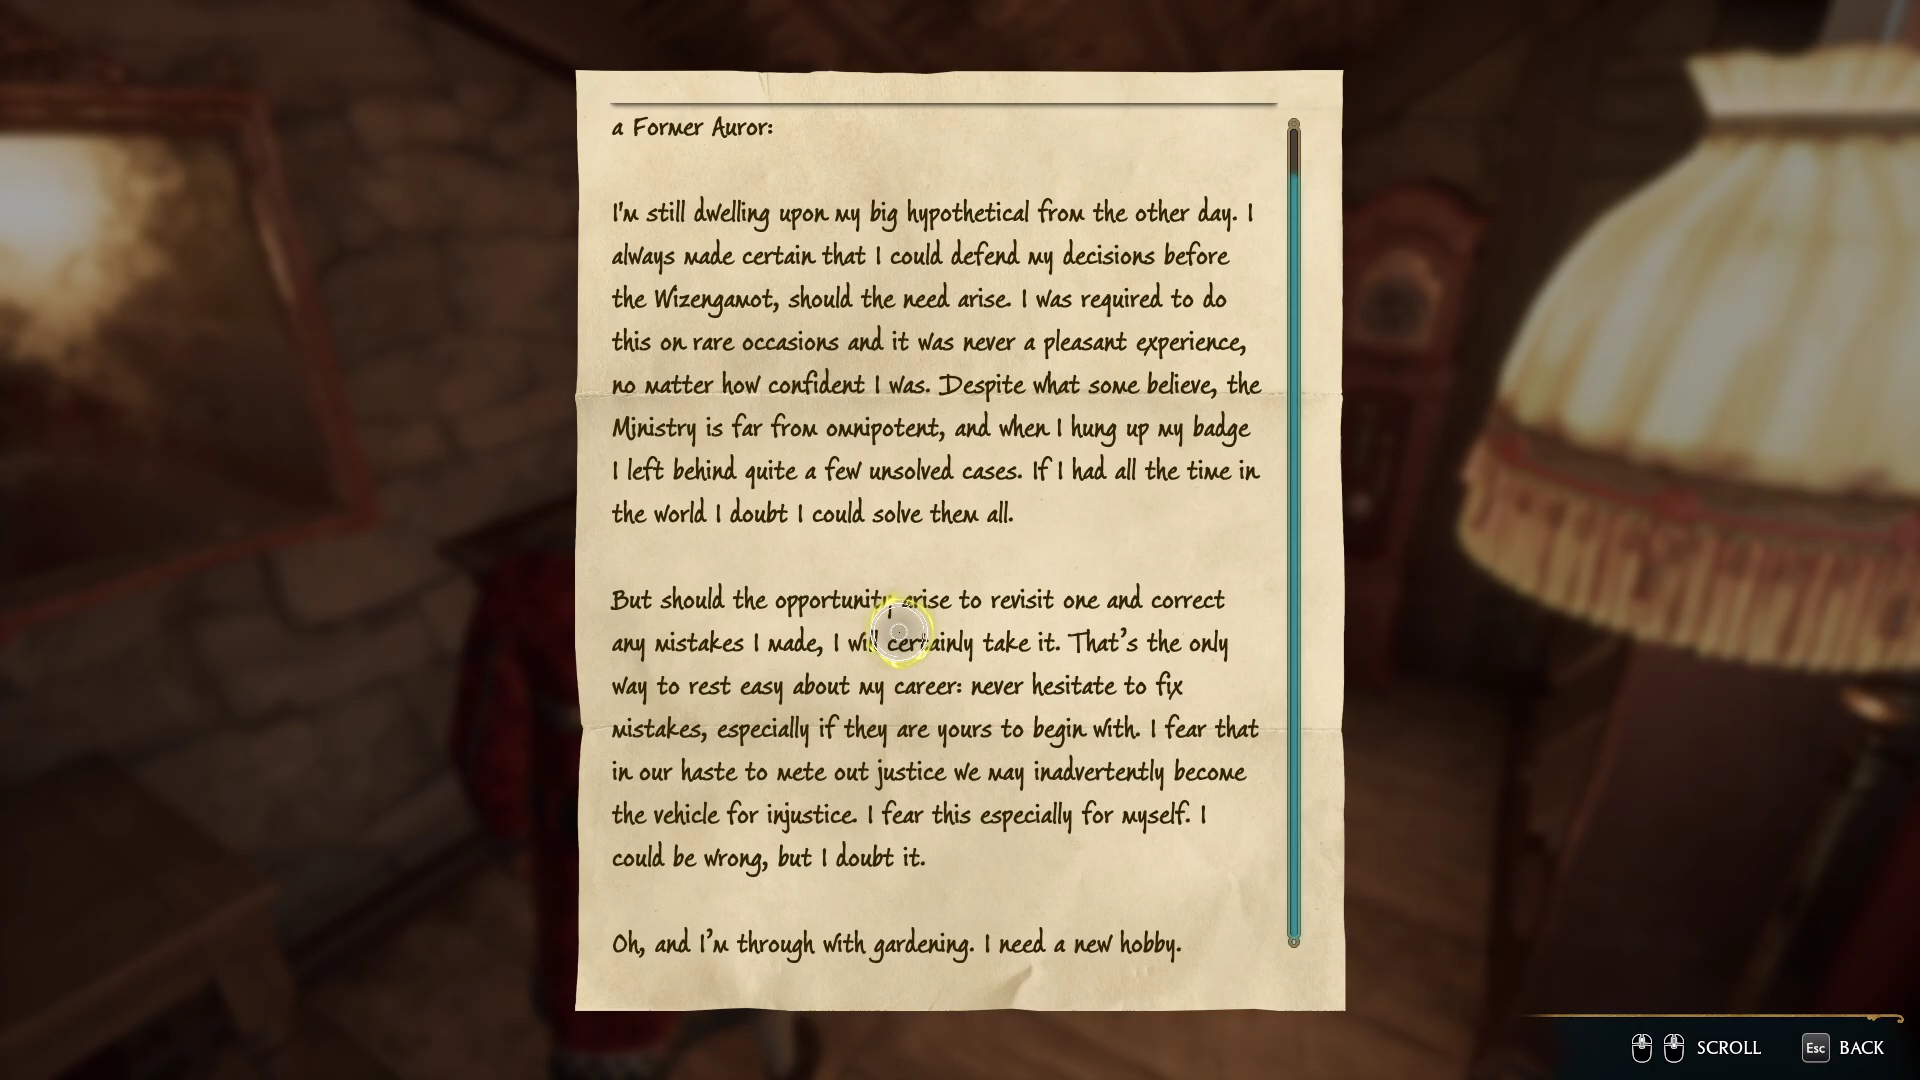 a Former Auror:
I'm still dwelling upon my big hypothetical from the other day. I
always made certain that I could defend my decisions before
the Wizengamot, should the need arise. I was required to do
this on rare occasions and it was never a pleasant experience,
no matter how confident I was. Despite what some believe, the
Ministry is far from omnipotent, and when I hung up my badge
I left behind quite a few unsolved cases. If I had all the time in
the world I doubt I could solve them all.
But should the opportunity arise to revisit one and correct
any mistakes I made, I will certainly take it. That's the only
way to rest easy about my career: never hesitate to fix
mistakes, especially if they are yours to begin with. I fear that
in our haste to mete out justice we may inadvertently become
the vehicle for injustice. I fear this especially for myself. I
could be wrong, but I doubt it.
Oh, and I'm through with gardening. I need a new hobby.
SCROLL
Esc BACK